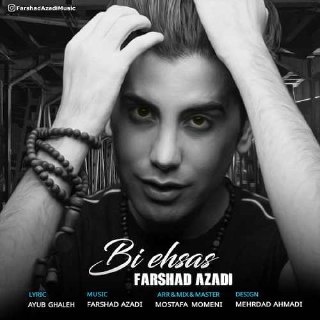 FarshadAzadiMusic
Bi ehsas
FARSHAD AZADI
LYRIC MUSIC ARR&MIX&MASTER DESIGN
AYUB GHALEH FARSHAD AZADI MOSTAFA MOMENI MEHRDAD AHMADI